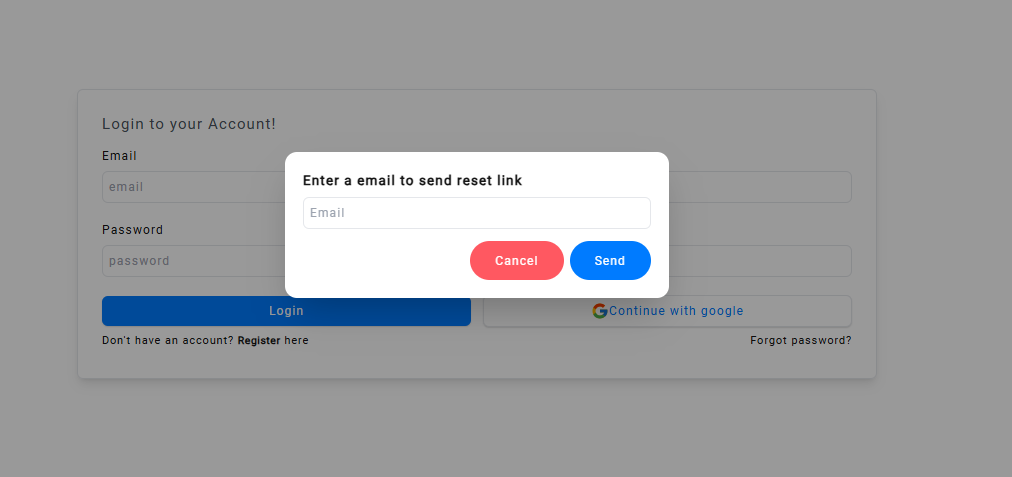 Login to your Account!
Email
email
Password
password
Login
Continue with google
Don't have an account? Register here
Forgot password?
Enter a email to send reset link
Email
Cancel
Send